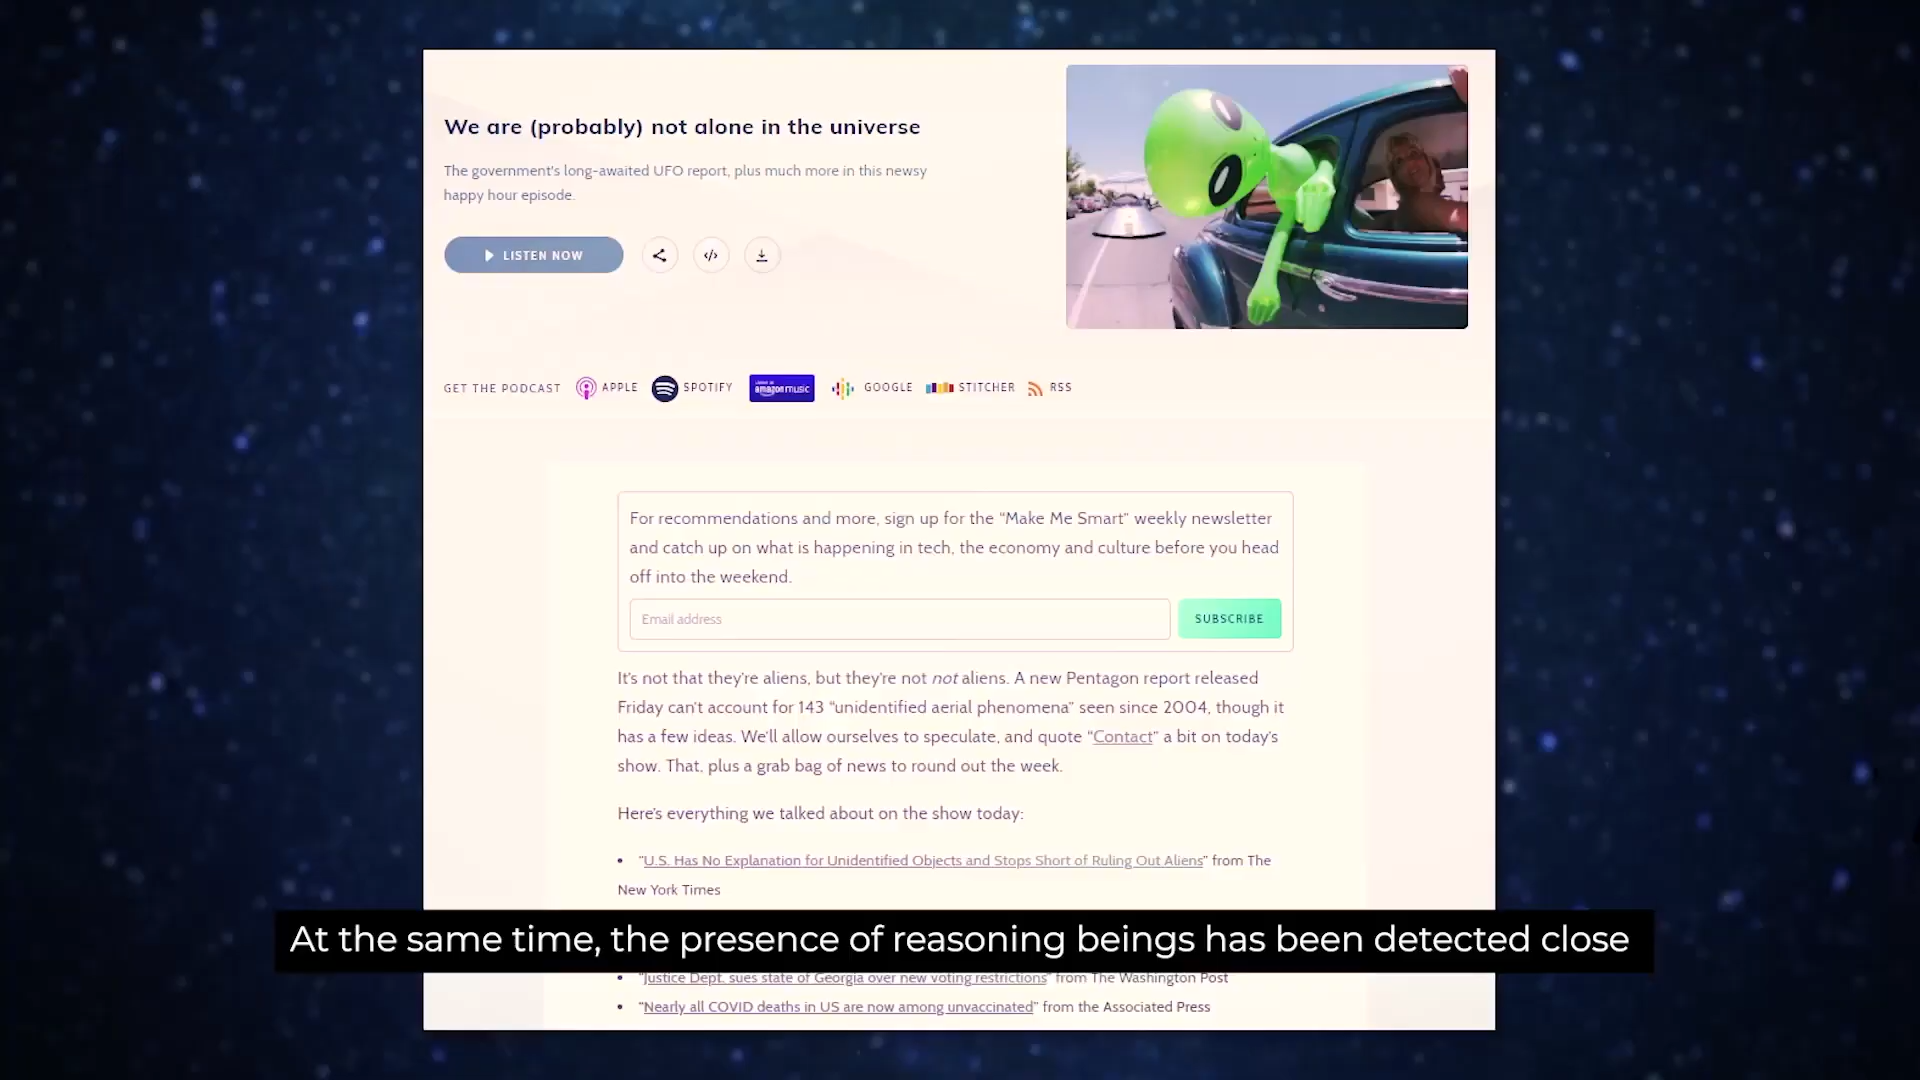 We are (probably) not alone in the universe
The government's long-awaited UFO report, plus much more in this newsy
happy hour episode.
LISTEN NOW
GET THE PODCAST APPLE SPOTIFY amazon music GOOGLE STITCHER RSS
For recommendations and more, sign up for the "Make Me Smart" weekly newsletter
and catch up on what is happening in tech, the economy and culture before you head
off into the weekend.
Email address SUBSCRIBE
It's not that they're aliens, but they're not not aliens. A new Pentagon report released
Friday can't account for 143 "unidentified aerial phenomena" seen since 2004, though it
has a few ideas. We'll allow ourselves to speculate, and quote "Contact" a bit on today's
show. That, plus a grab bag of news to round out the week.
Here's everything we talked about on the show today:
• "U.S. Has No Explanation for Unidentified Objects and Stops Short of Ruling Out Aliens" from The
New York Times
At the same time, the presence of reasoning beings has been detected close
• "Justice Dept. sues state of Georgia over new voting restrictions" from The Washington Post
• "Nearly all COVID deaths in US are now among unvaccinated" from the Associated Press